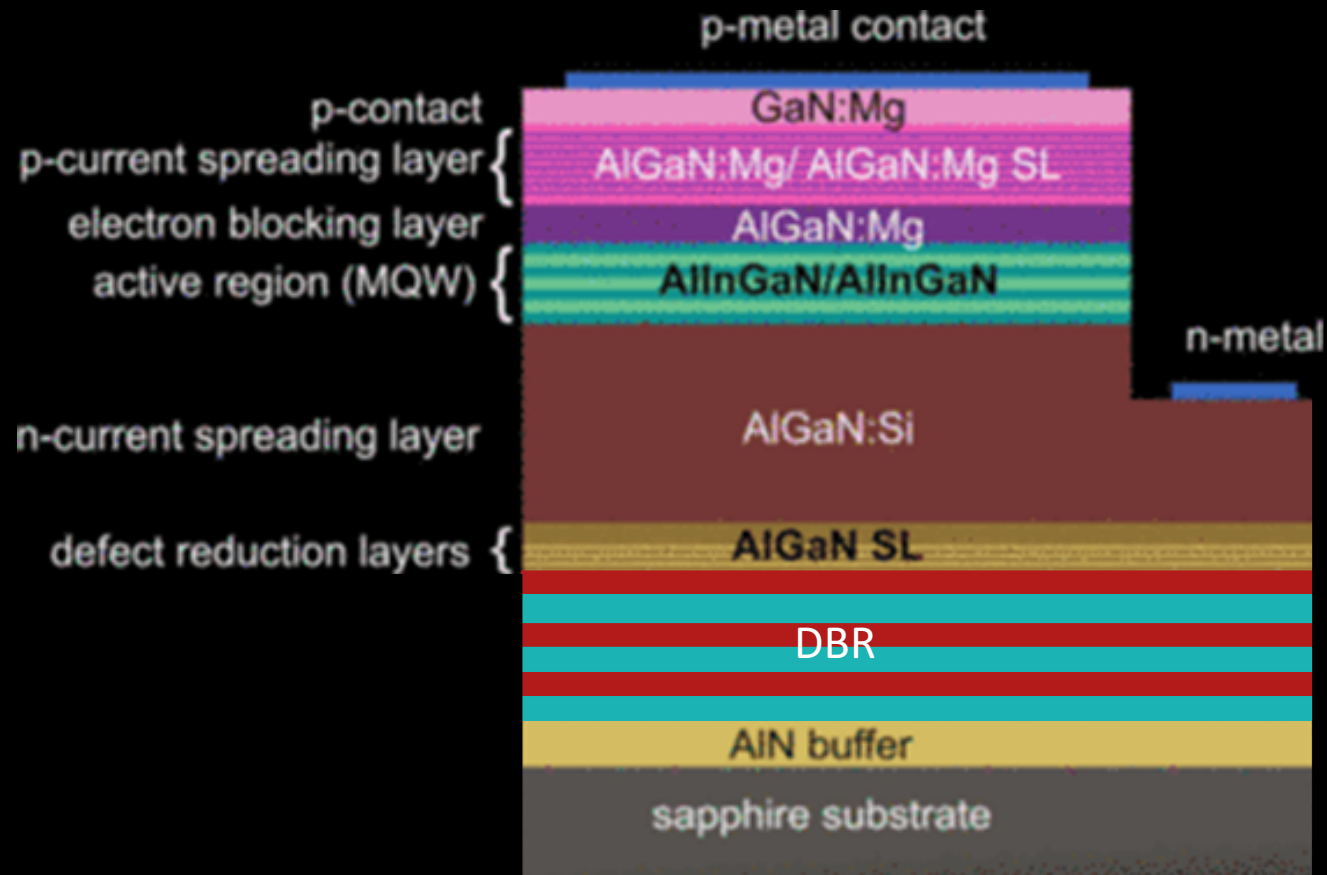 p-metal contact
p-contact
GaN:Mg
p-current spreading layer {
AlGaN:Mg/ AlGaN:Mg SL
electron blocking layer
AlGaN:Mg
active region (MQW) {
AlInGaN/AlInGaN
n-metal
n-current spreading layer
AlGaN:Si
defect reduction layers {
AlGaN SL
DBR
AlN buffer
sapphire substrate